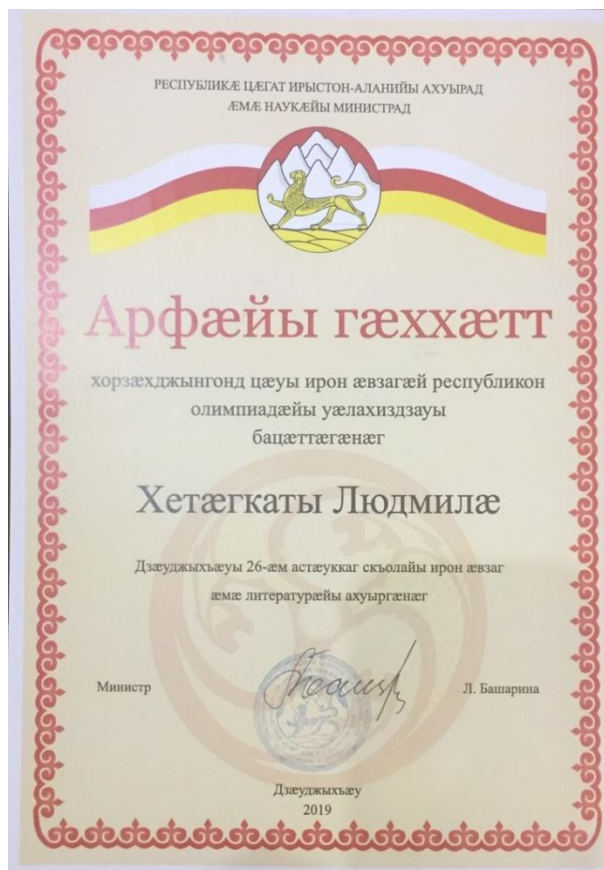 РЕСПУБЛИКÆ ЦÆГАТ ИРЫСТОН-АЛАНИЙЫ АХУЫРАД
ÆМÆ НАУКÆЙЫ МИНИСТРАД
Арфæйы гæххæтт
хорзæхджынгонд цæуы ирон æвзагæй республикон
олимпиадæйы уæлахиздзауы
бацæттæгæнæг
Хетæгкаты Людмилæ
Дзæуджыхъæуы 26-æм астæуккаг скъолайы ирон æвзаг
æмæ литературæйы ахуыргæнæг
Министр
Л. Башарина
Дзæуджыхъæу
2019